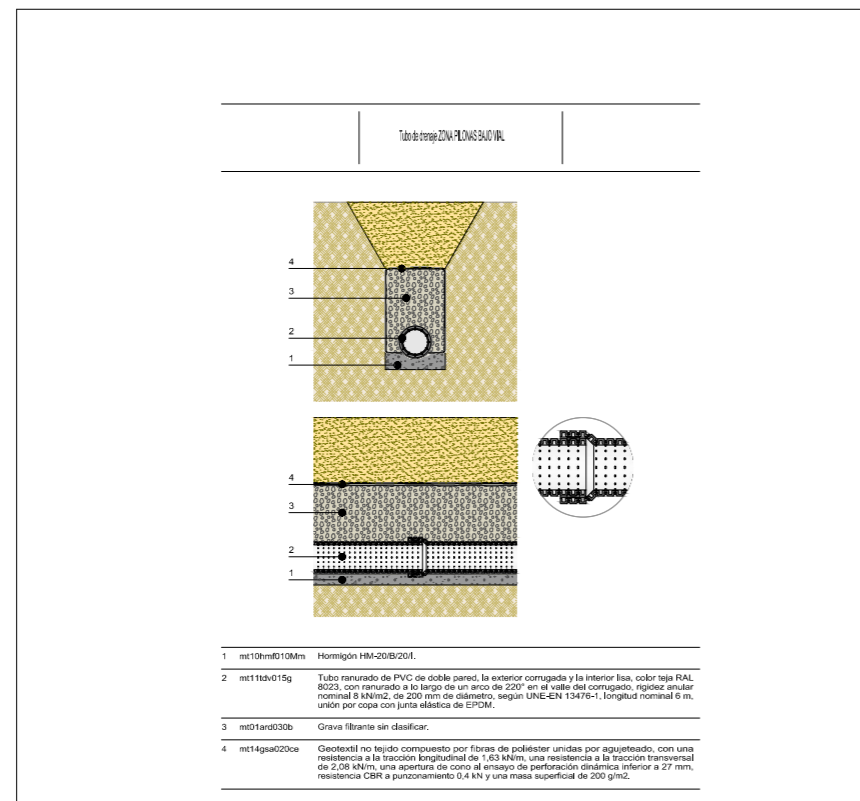 Tubo de drenaje ZONA PILONAS BAJO VIAL
4
3
2
1
4
3
2
1
1 mt10hmf010Mm Hormigón HM-20/B/20/I.
2 mt11tdv015g Tubo ranurado de PVC de doble pared, la exterior corrugada y la interior lisa, color teja RAL
8023, con ranurado a lo largo de un arco de 220° en el valle del corrugado, rigidez anular
nominal 8 kN/m2, de 200 mm de diámetro, según UNE-EN 13476-1, longitud nominal 6 m,
unión por copa con junta elástica de EPDM.
3 mt01ard030b Grava filtrante sin clasificar.
4 mt14gsa020ce Geotextil no tejido compuesto por fibras de poliéster unidas por agujeteado, con una
resistencia a la tracción longitudinal de 1,63 kN/m, una resistencia a la tracción transversal
de 2,08 kN/m, una apertura de cono al ensayo de perforación dinámica inferior a 27 mm,
resistencia CBR a punzonamiento 0,4 kN y una masa superficial de 200 g/m2.